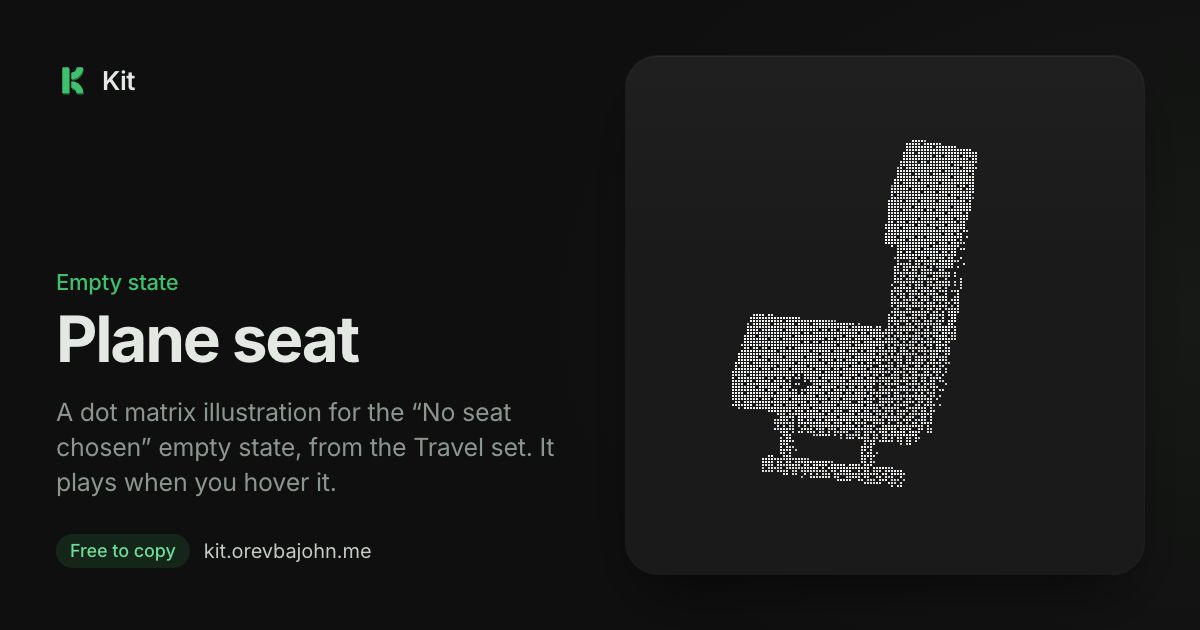 Kit
Empty state
Plane seat
A dot matrix illustration for the “No seat
chosen” empty state, from the Travel set. It
plays when you hover it.
Free to copy
kit.orevbajohn.me